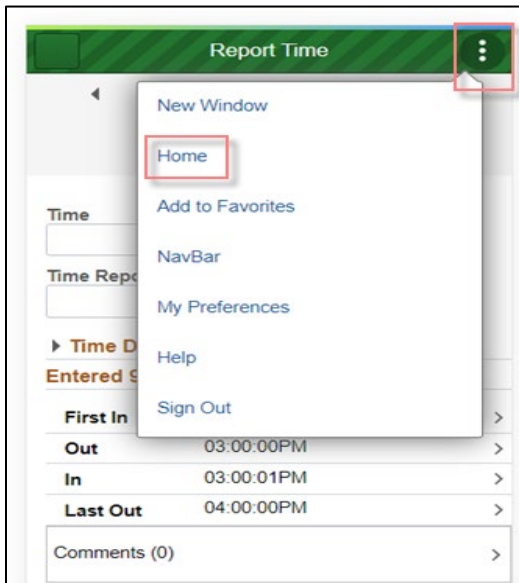 Report Time
New Window
Home
Add to Favorites
NavBar
My Preferences
Help
Sign Out
Time
Time Repo
Time D
Entered 9
First In
Out 03:00:00PM
In 03:00:01PM
Last Out 04:00:00PM
Comments (0)